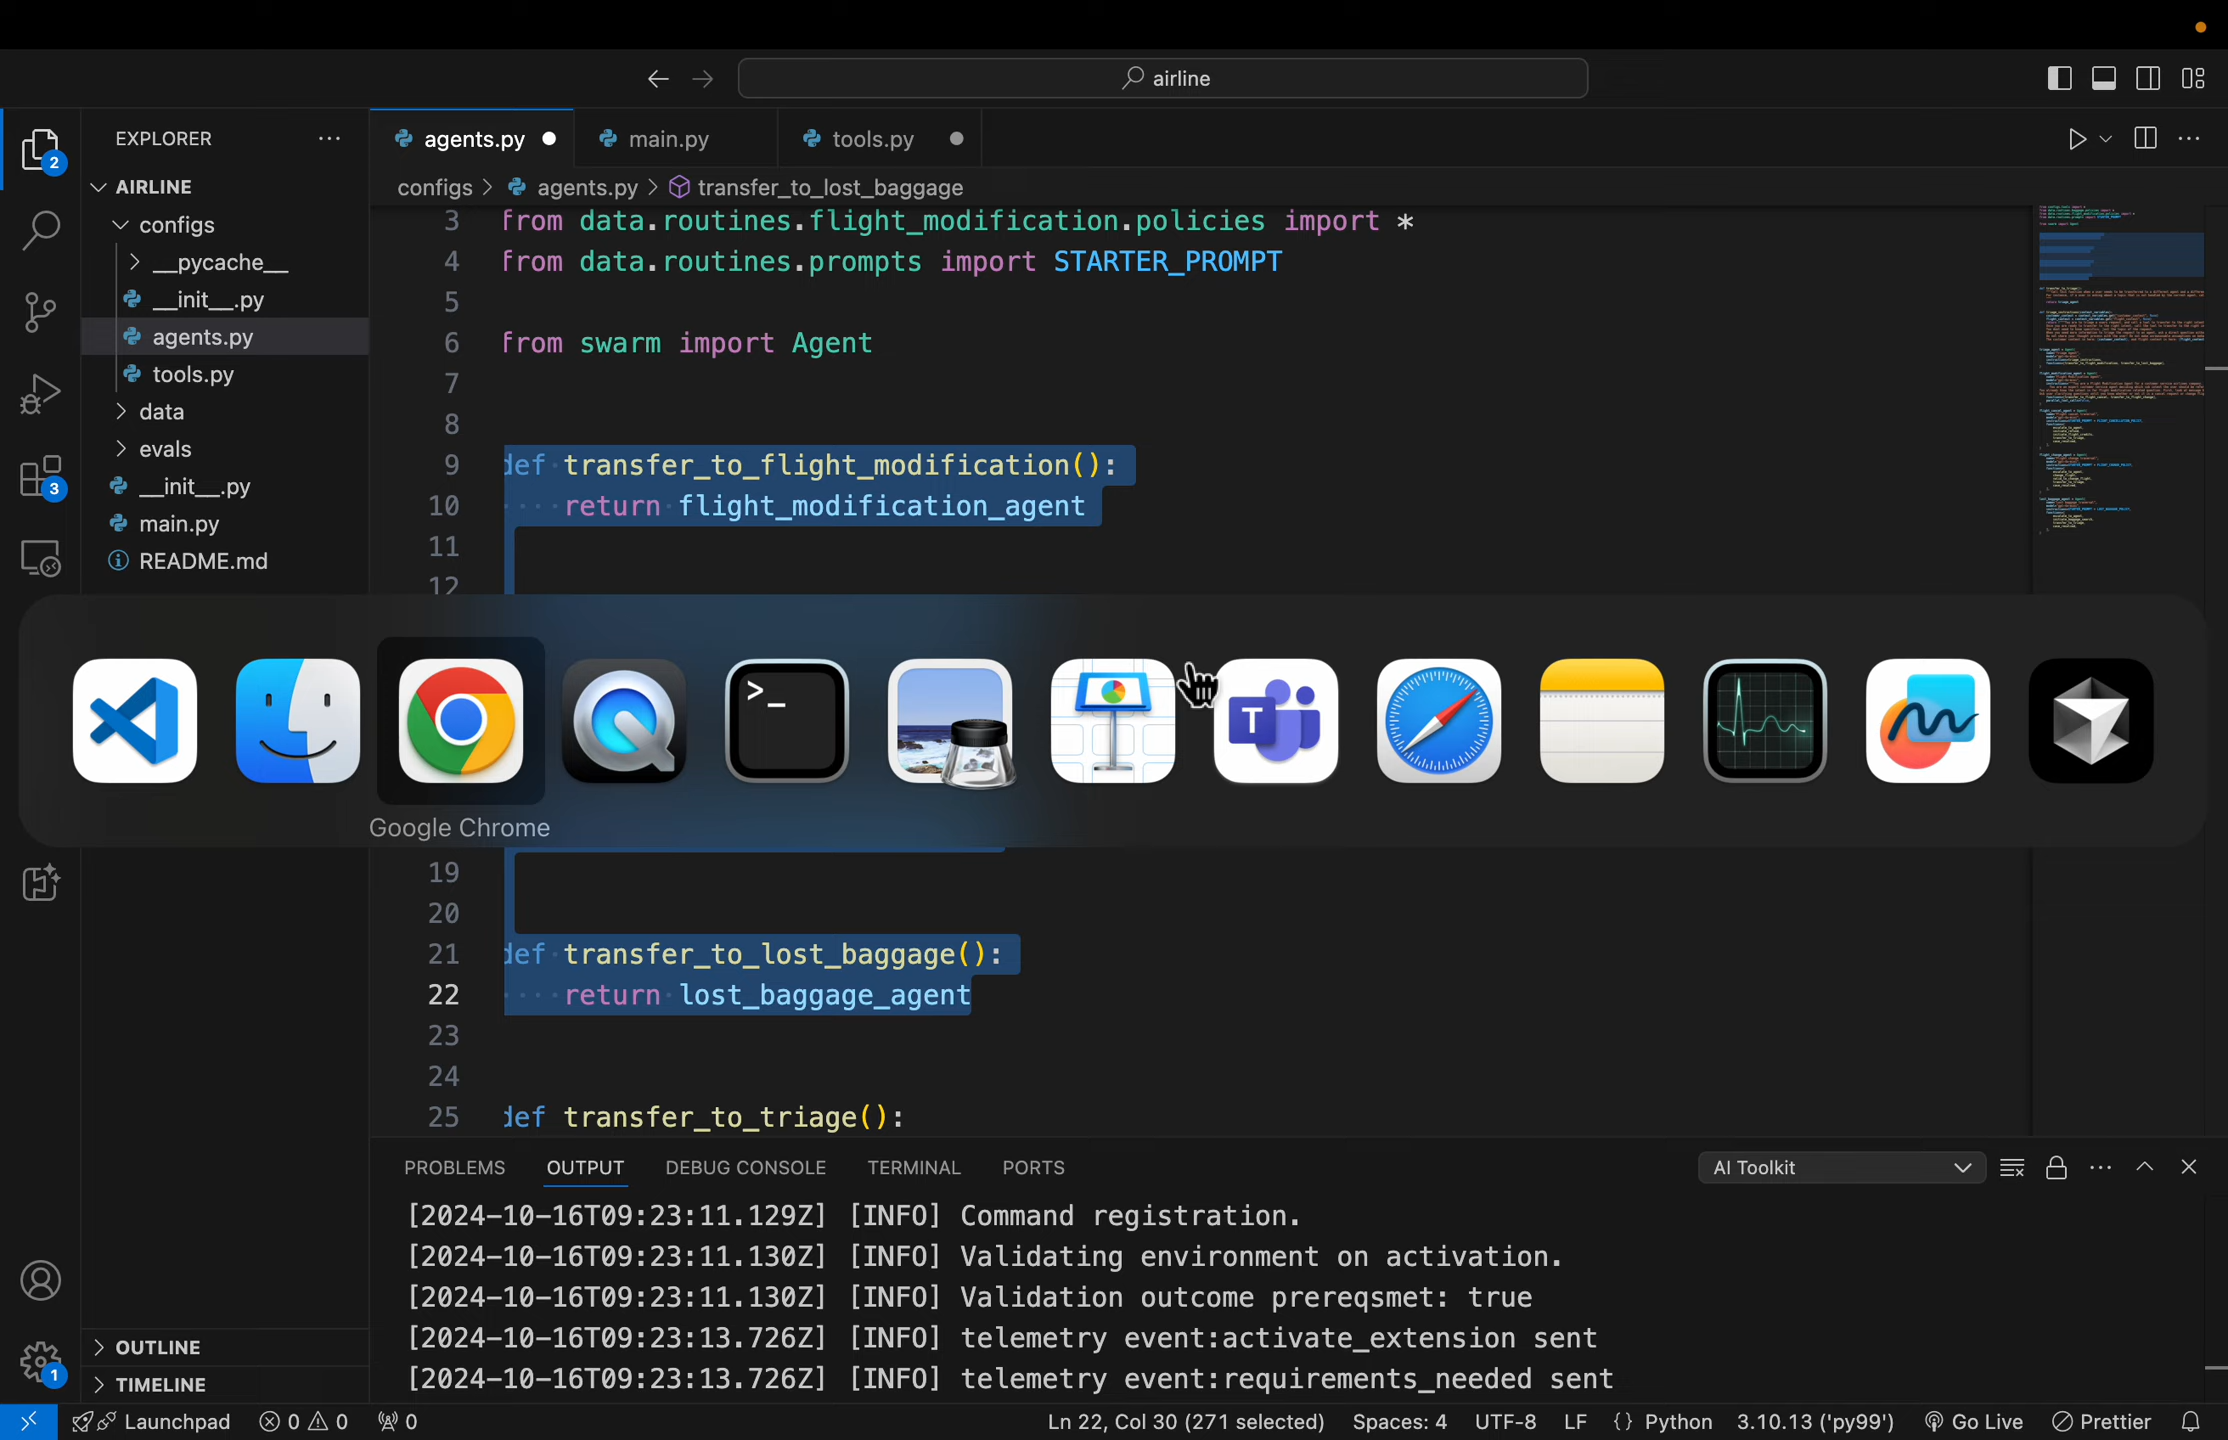 airline
EXPLORER
agents.py
main.py
tools.py
2
AIRLINE
configs > agents.py > transfer_to_lost_baggage
configs
__pycache__
__init__.py
agents.py
tools.py
data
evals
__init__.py
main.py
README.md
3
3 from data.routines.flight_modification.policies import *
4 from data.routines.prompts import STARTER_PROMPT
5
6 from swarm import Agent
7
8
9 def transfer_to_flight_modification():
10 return flight_modification_agent
11
12
>_
T
Google Chrome
19
20
21 def transfer_to_lost_baggage():
22 return lost_baggage_agent
23
24
25 def transfer_to_triage():
PROBLEMS OUTPUT DEBUG CONSOLE TERMINAL PORTS
AI Toolkit
[2024-10-16T09:23:11.129Z] [INFO] Command registration.
[2024-10-16T09:23:11.130Z] [INFO] Validating environment on activation.
[2024-10-16T09:23:11.130Z] [INFO] Validation outcome prereqsmet: true
[2024-10-16T09:23:13.726Z] [INFO] telemetry event:activate_extension sent
[2024-10-16T09:23:13.726Z] [INFO] telemetry event:requirements_needed sent
OUTLINE
TIMELINE
1
Launchpad 0 0 0 Ln 22, Col 30 (271 selected) Spaces: 4 UTF-8 LF {} Python 3.10.13 ('py99') Go Live Prettier